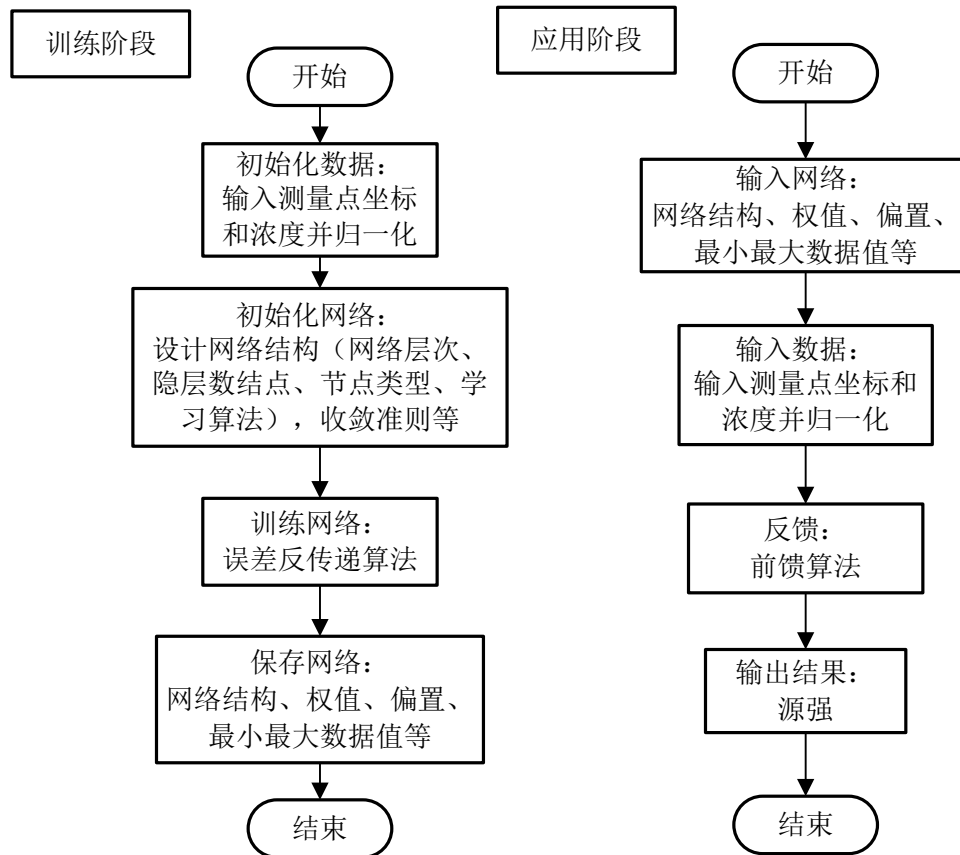 训练阶段
开始
初始化数据：
输入测量点坐标
和浓度并归一化
初始化网络：
设计网络结构（网络层次、
隐层数结点、节点类型、学
习算法），收敛准则等
训练网络：
误差反传递算法
保存网络：
网络结构、权值、偏置、
最小最大数据值等
结束
应用阶段
开始
输入网络：
网络结构、权值、偏置、
最小最大数据值等
输入数据：
输入测量点坐标和
浓度并归一化
反馈：
前馈算法
输出结果：
源强
结束